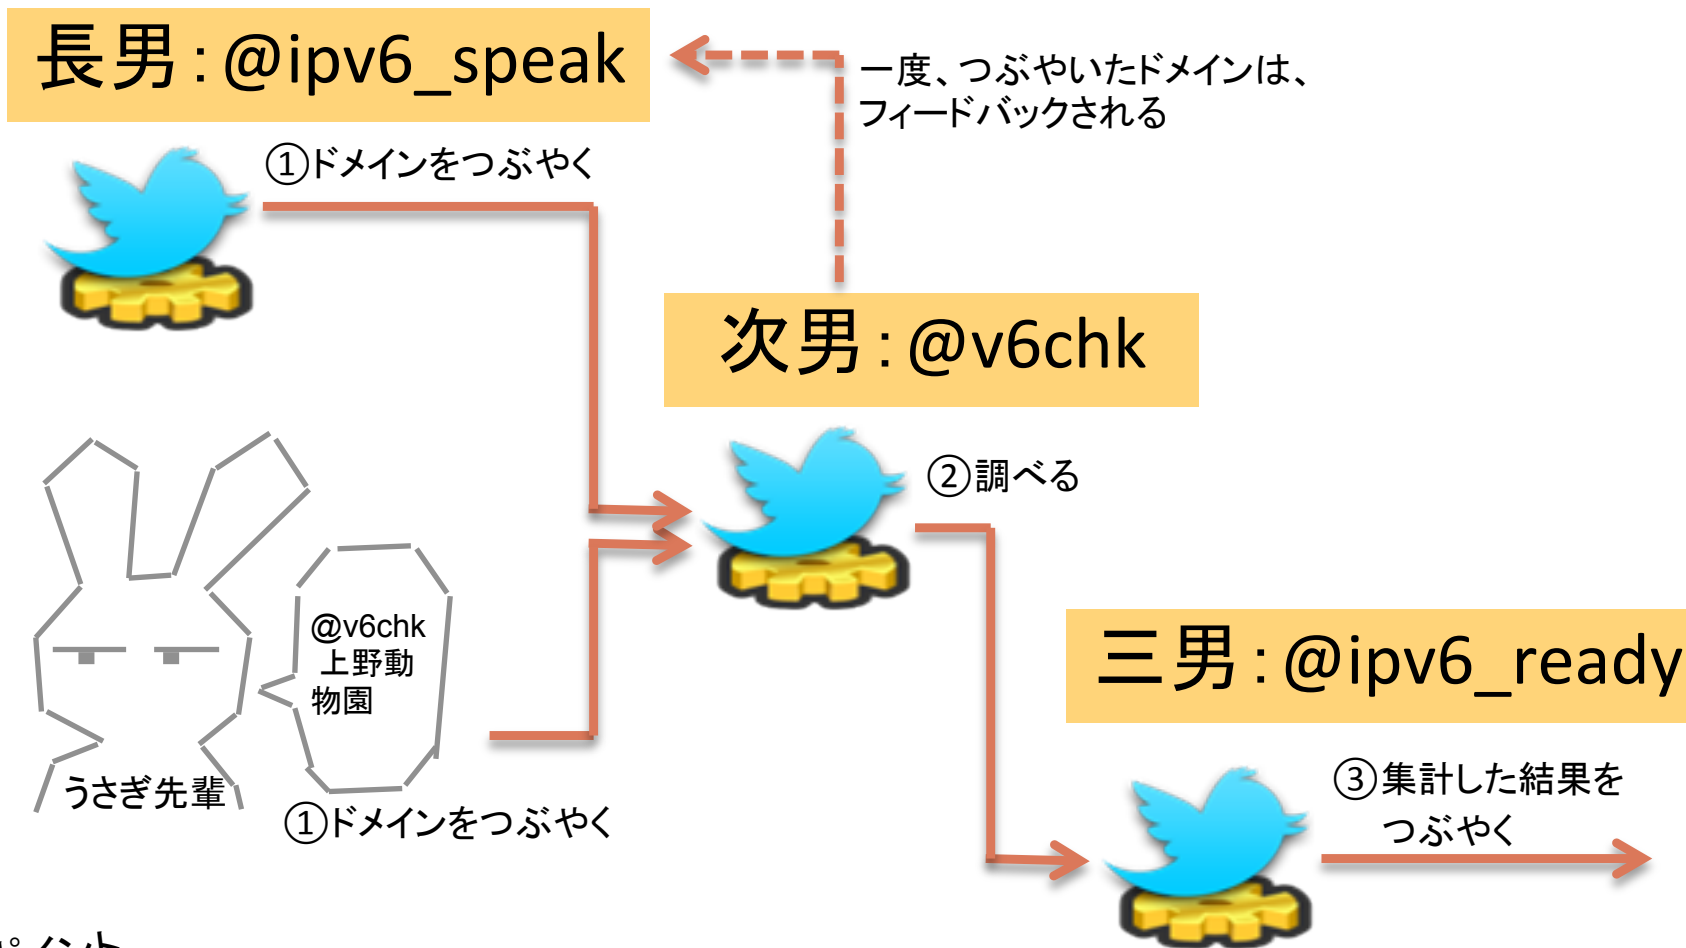 長男：@ipv6_speak
一度、つぶやいたドメインは、
フィードバックされる
①ドメインをつぶやく
次男：@v6chk
②調べる
@v6chk
上野動
物園
うさぎ先輩
①ドメインをつぶやく
三男：@ipv6_ready
③集計した結果を
つぶやく
ポイント